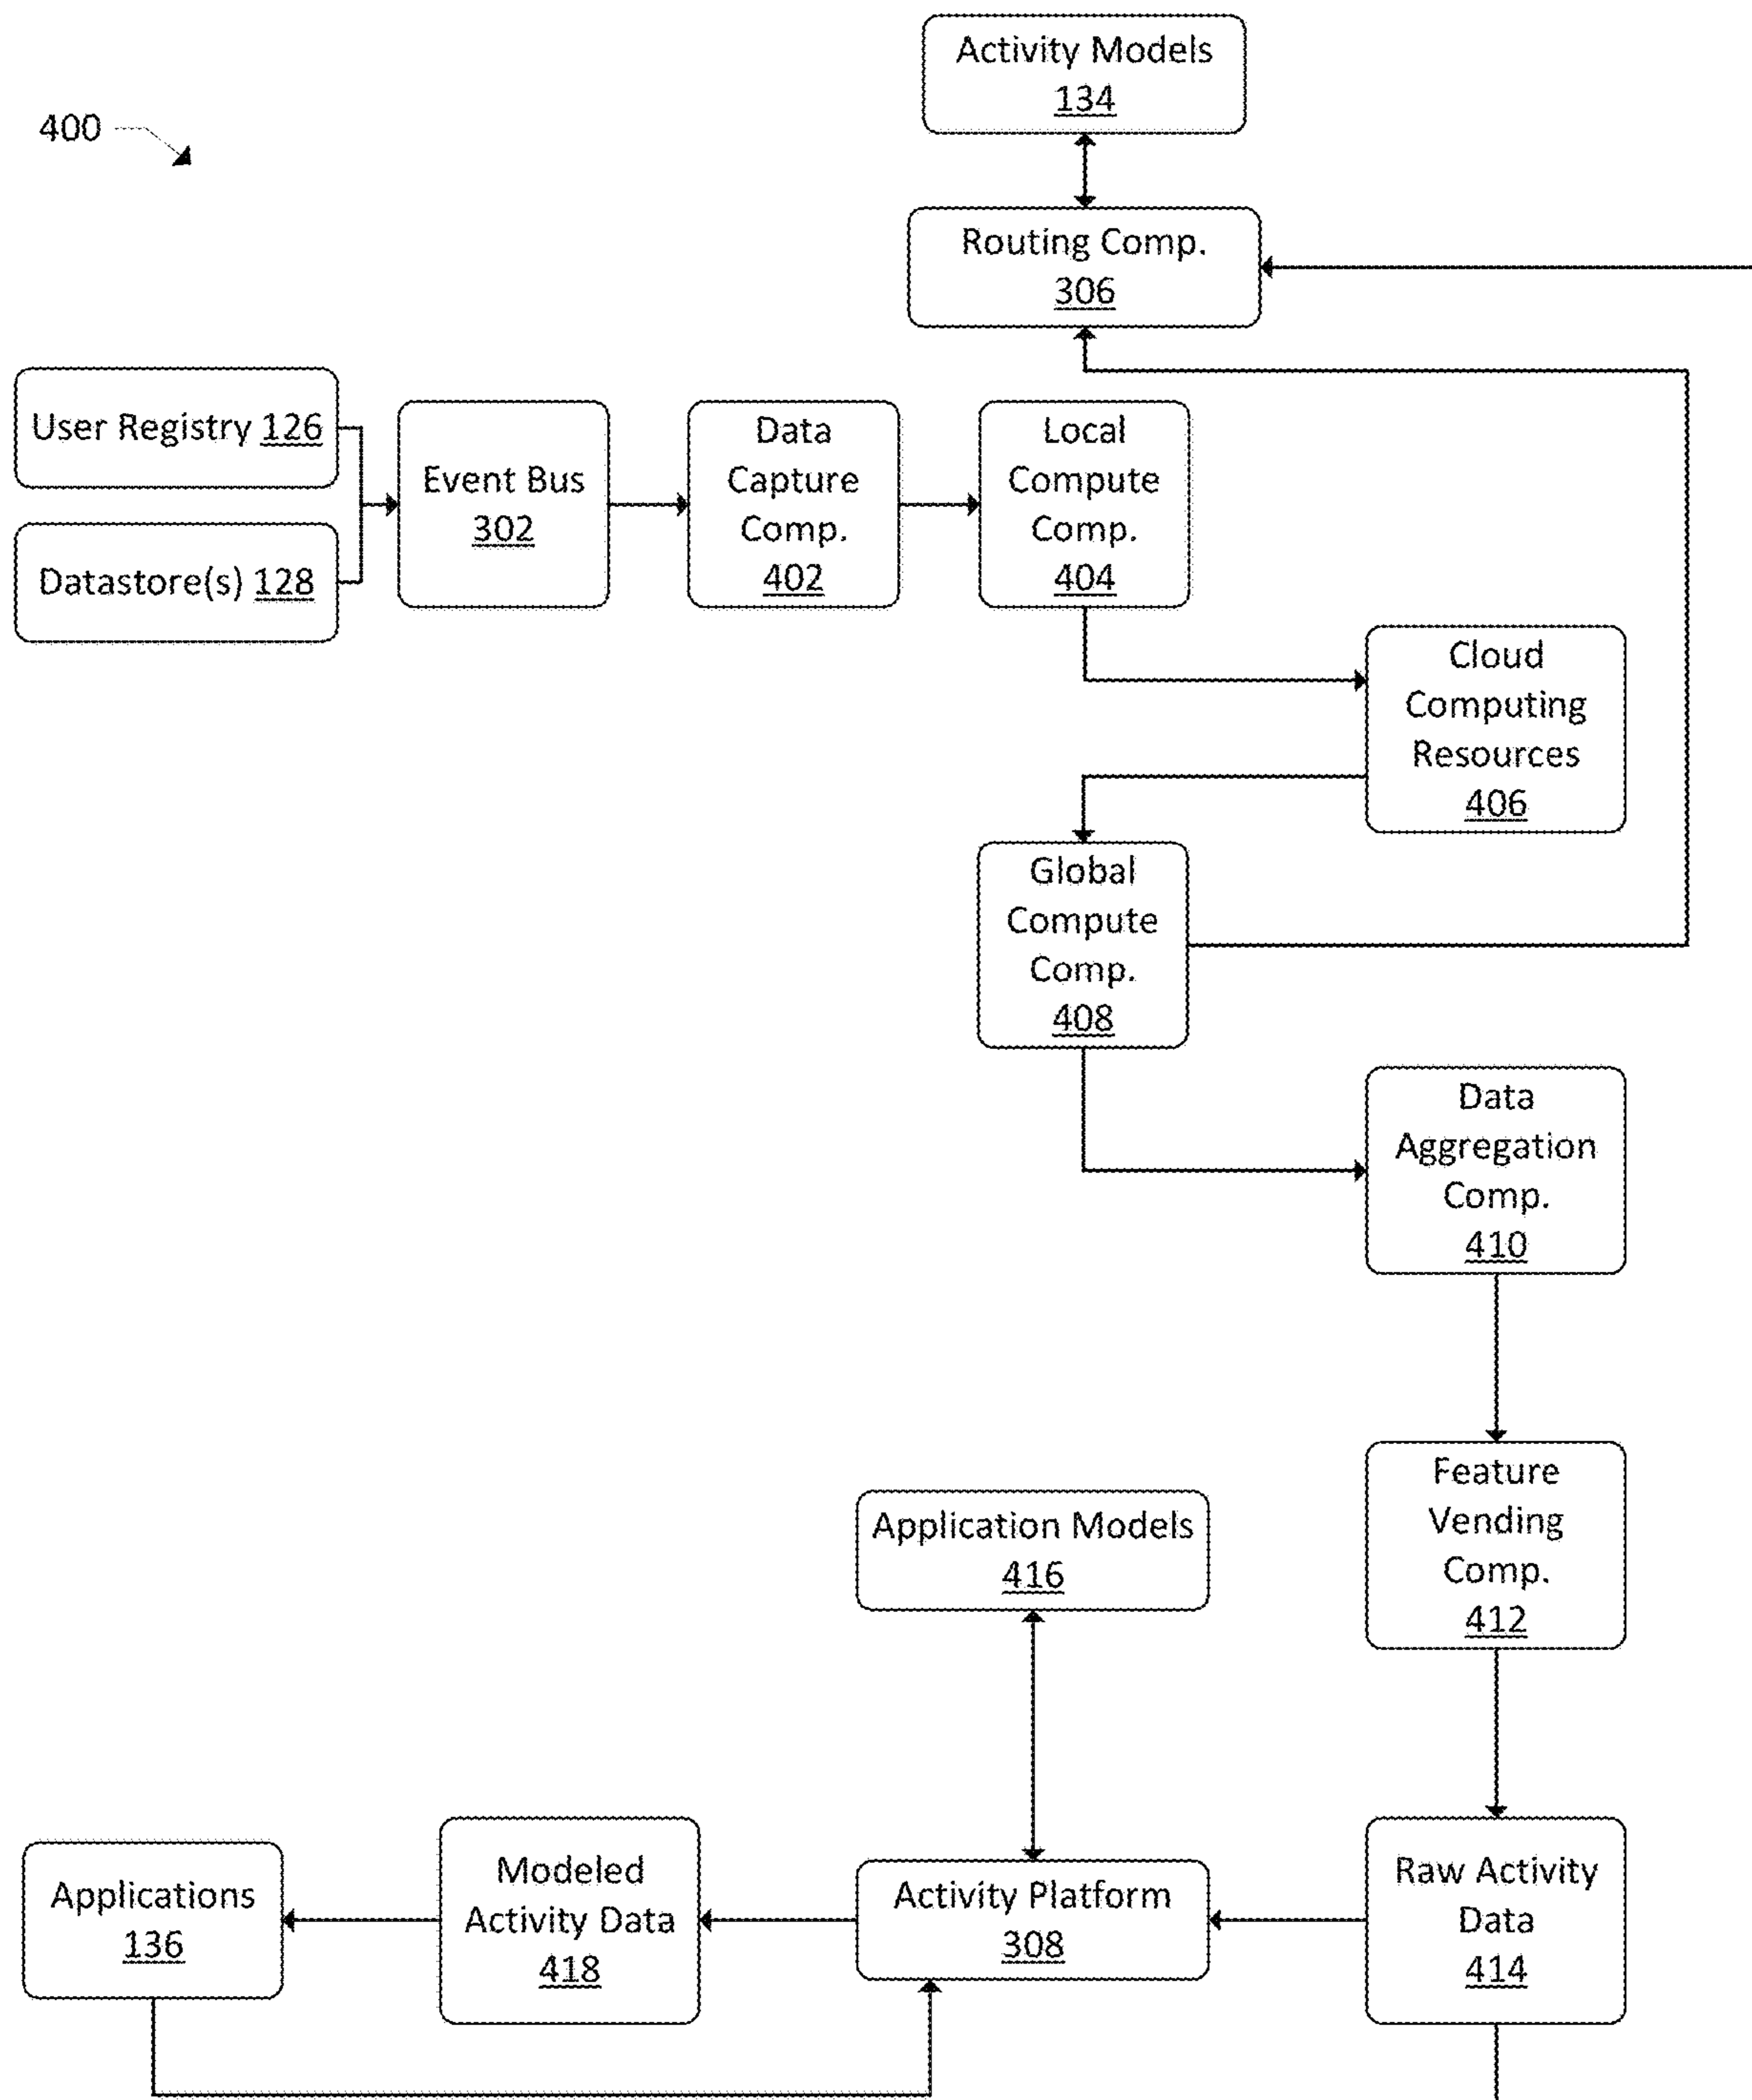 Activity Models
134
400
Routing Comp.
306
User Registry 126
Datastore(s) 128
Event Bus
302
Data
Capture
Comp.
402
Local
Compute
Comp.
404
Cloud
Computing
Resources
406
Global
Compute
Comp.
408
Data
Aggregation
Comp.
410
Feature
Vending
Comp.
412
Application Models
416
Applications
136
Modeled
Activity Data
418
Activity Platform
308
Raw Activity
Data
414